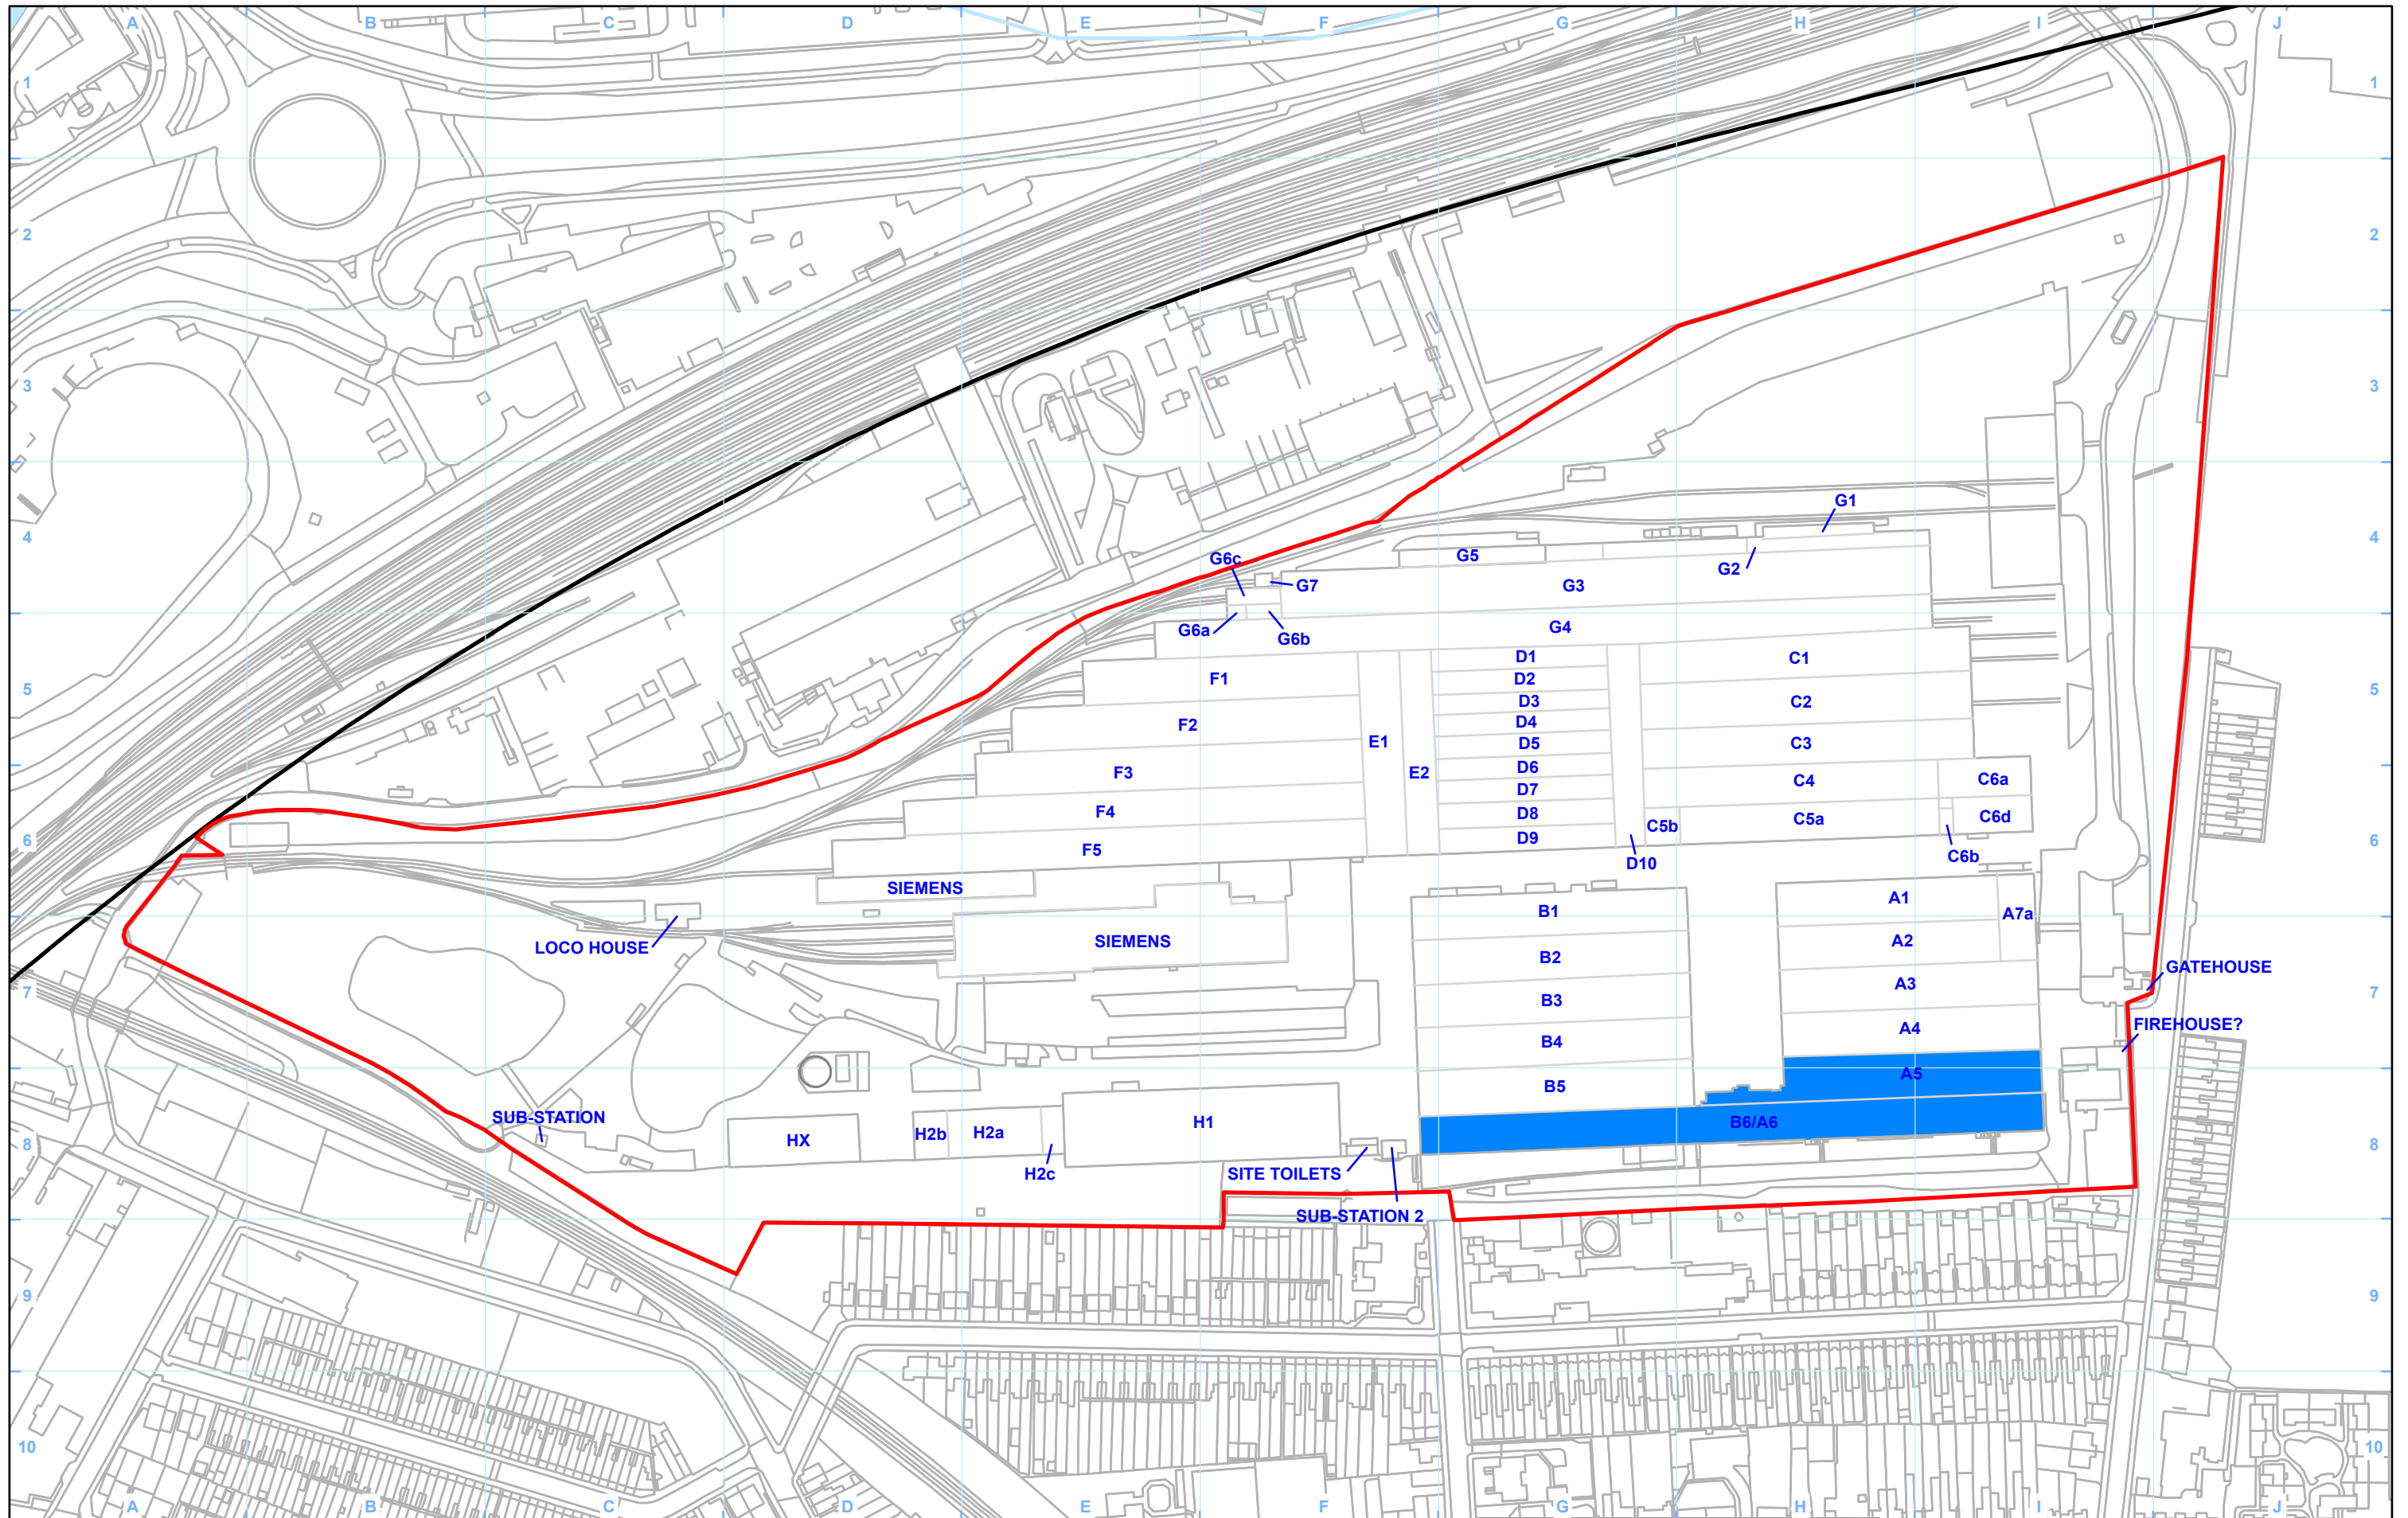 A B C D E F G H I J
1 1
2 2
3 3
G1
4 4
G5
G6c
G2
G7
G3
G6a
G4
G6b
D1
C1
F1
D2
5 5
D3
C2
F2
D4
E1
D5
C3
D6
F3
E2
C4
C6a
D7
F4
D8
C6d
C5a
C5b
6 6
D9
F5
C6b
D10
SIEMENS
A1
B1
A7a
SIEMENS
A2
LOCO HOUSE
B2
GATEHOUSE
A3
7 7
B3
FIREHOUSE?
A4
B4
A5
B5
SUB-STATION
H1
B6/A6
H2b
H2a
HX
8 8
H2c
SITE TOILETS
SUB-STATION 2
9 9
10 10
A B C D E F G H I J